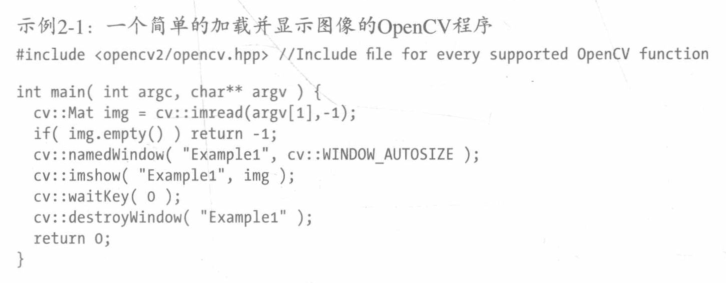 示例2-1：一个简单的加载并显示图像的OpenCV程序
#include <opencv2/opencv.hpp> //Include file for every supported OpenCV function
int main( int argc, char** argv ) {
cv::Mat img = cv::imread(argv[1],-1);
if( img.empty() ) return -1;
cv::namedWindow( "Example1", cv::WINDOW_AUTOSIZE );
cv::imshow( "Example1", img );
cv::waitKey( 0 );
cv::destroyWindow( "Example1" );
return 0;
}